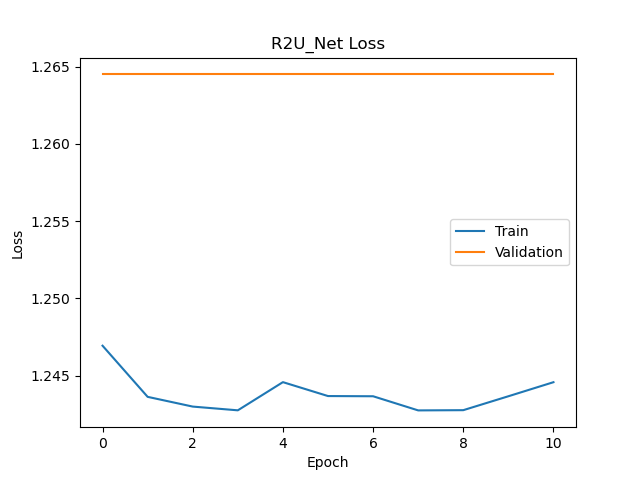 R2U_Net Loss
1.265
1.260
1.255
1.250
1.245
Loss
Train
Validation
0 2 4 6 8 10
Epoch